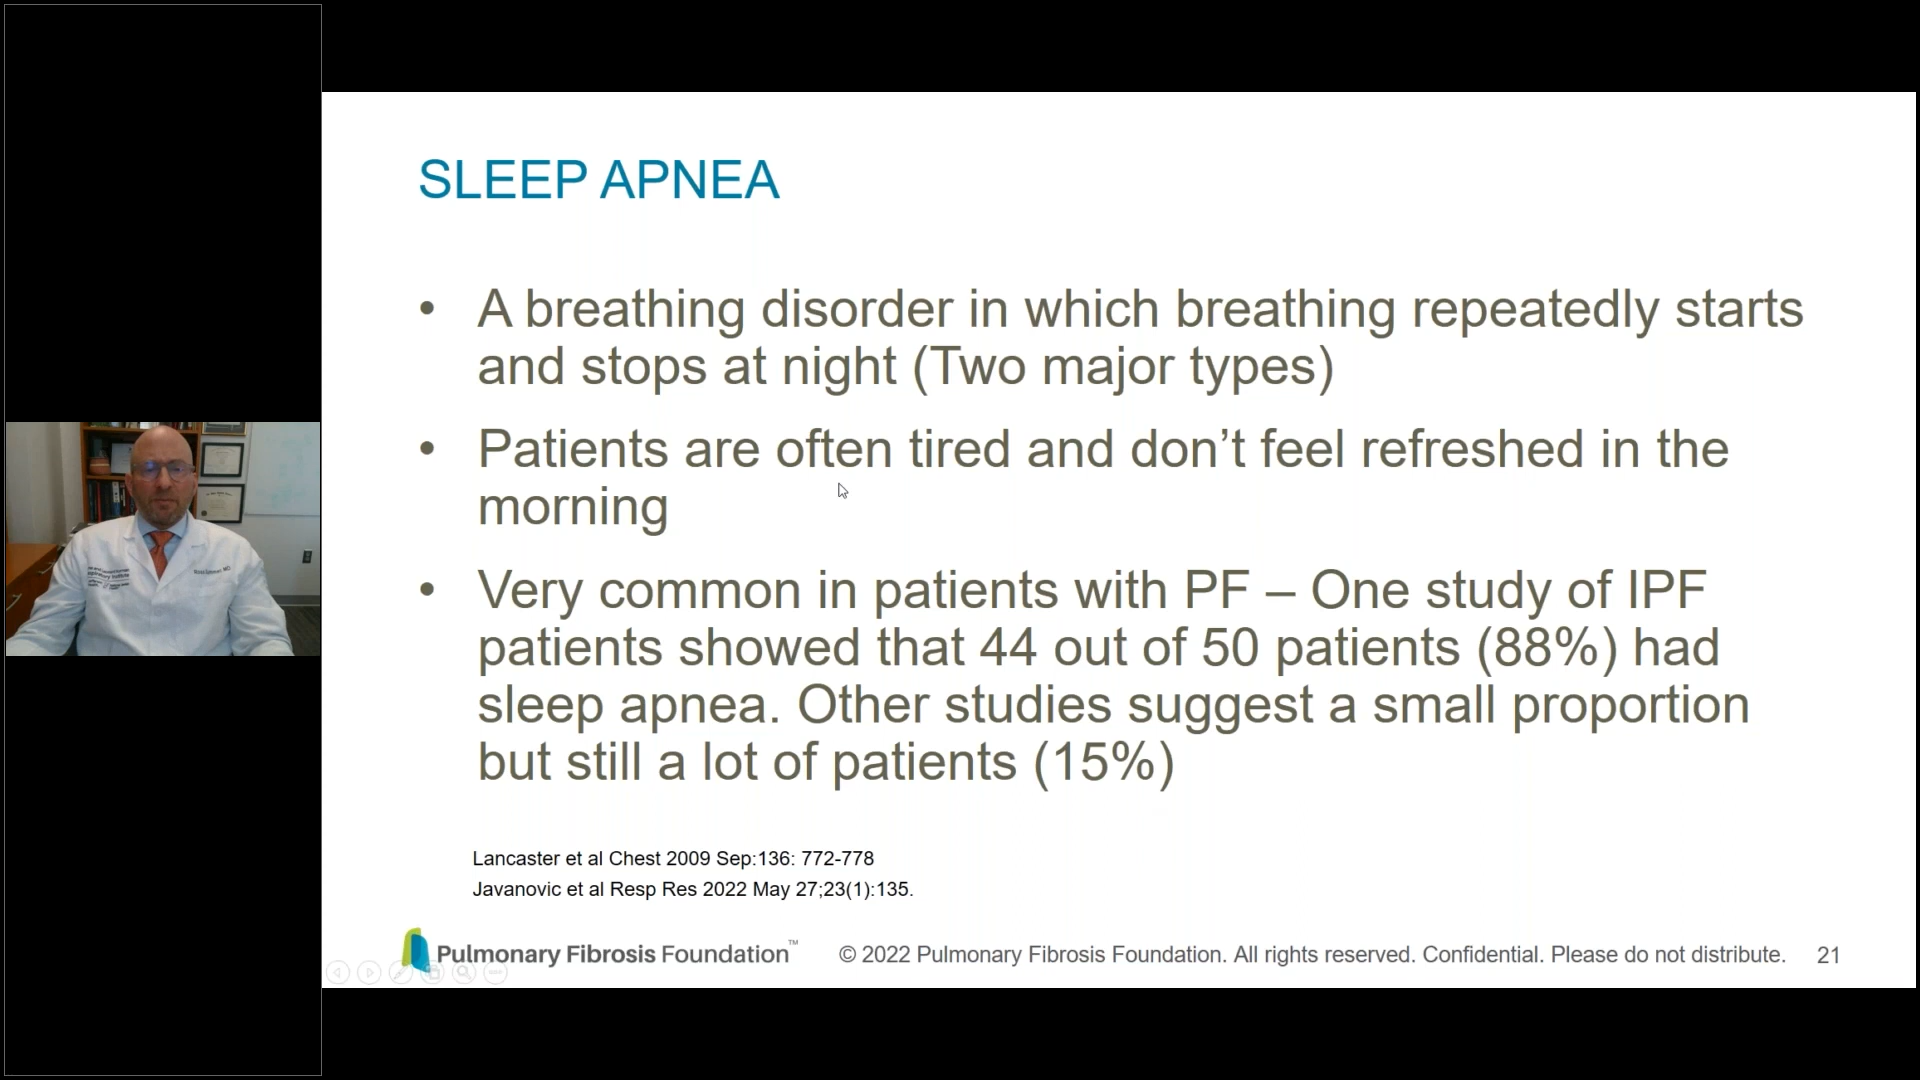 SLEEP APNEA
• A breathing disorder in which breathing repeatedly starts
and stops at night (Two major types)
• Patients are often tired and don’t feel refreshed in the
morning
• Very common in patients with PF – One study of IPF
patients showed that 44 out of 50 patients (88%) had
sleep apnea. Other studies suggest a small proportion
but still a lot of patients (15%)
Lancaster et al Chest 2009 Sep:136: 772-778
Javanovic et al Resp Res 2022 May 27;23(1):135.
Pulmonary Fibrosis Foundation™ © 2022 Pulmonary Fibrosis Foundation. All rights reserved. Confidential. Please do not distribute. 21